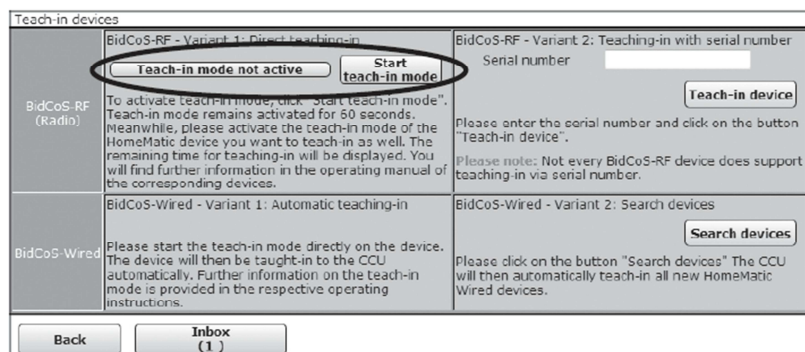 Teach-in devices
BidCoS-RF
(Radio)
BidCoS-RF - Variant 1: Direct teaching-in
Teach-in mode not active
Start
teach-in mode
To activate teach-in mode, click "Start teach-in mode".
Teach-in mode remains activated for 60 seconds.
Meanwhile, please activate the teach-in mode of the
HomeMatic device you want to teach-in as well. The
remaining time for teaching-in will be displayed. You
will find further information in the operating manual of
the corresponding devices.
BidCoS-RF - Variant 2: Teaching-in with serial number
Serial number
Teach-in device
Please enter the serial number and click on the button
"Teach-in device".
Please note: Not every BidCoS-RF device does support
teaching-in via serial number.
BidCoS-Wired
BidCoS-Wired - Variant 1: Automatic teaching-in
Please start the teach-in mode directly on the device.
The device will then be taught-in to the CCU
automatically. Further information on the teach-in
mode is provided in the respective operating
instructions.
BidCoS-Wired - Variant 2: Search devices
Search devices
Please click on the button "Search devices" The CCU
will then automatically teach-in all new HomeMatic
Wired devices.
Back
Inbox
(1 )